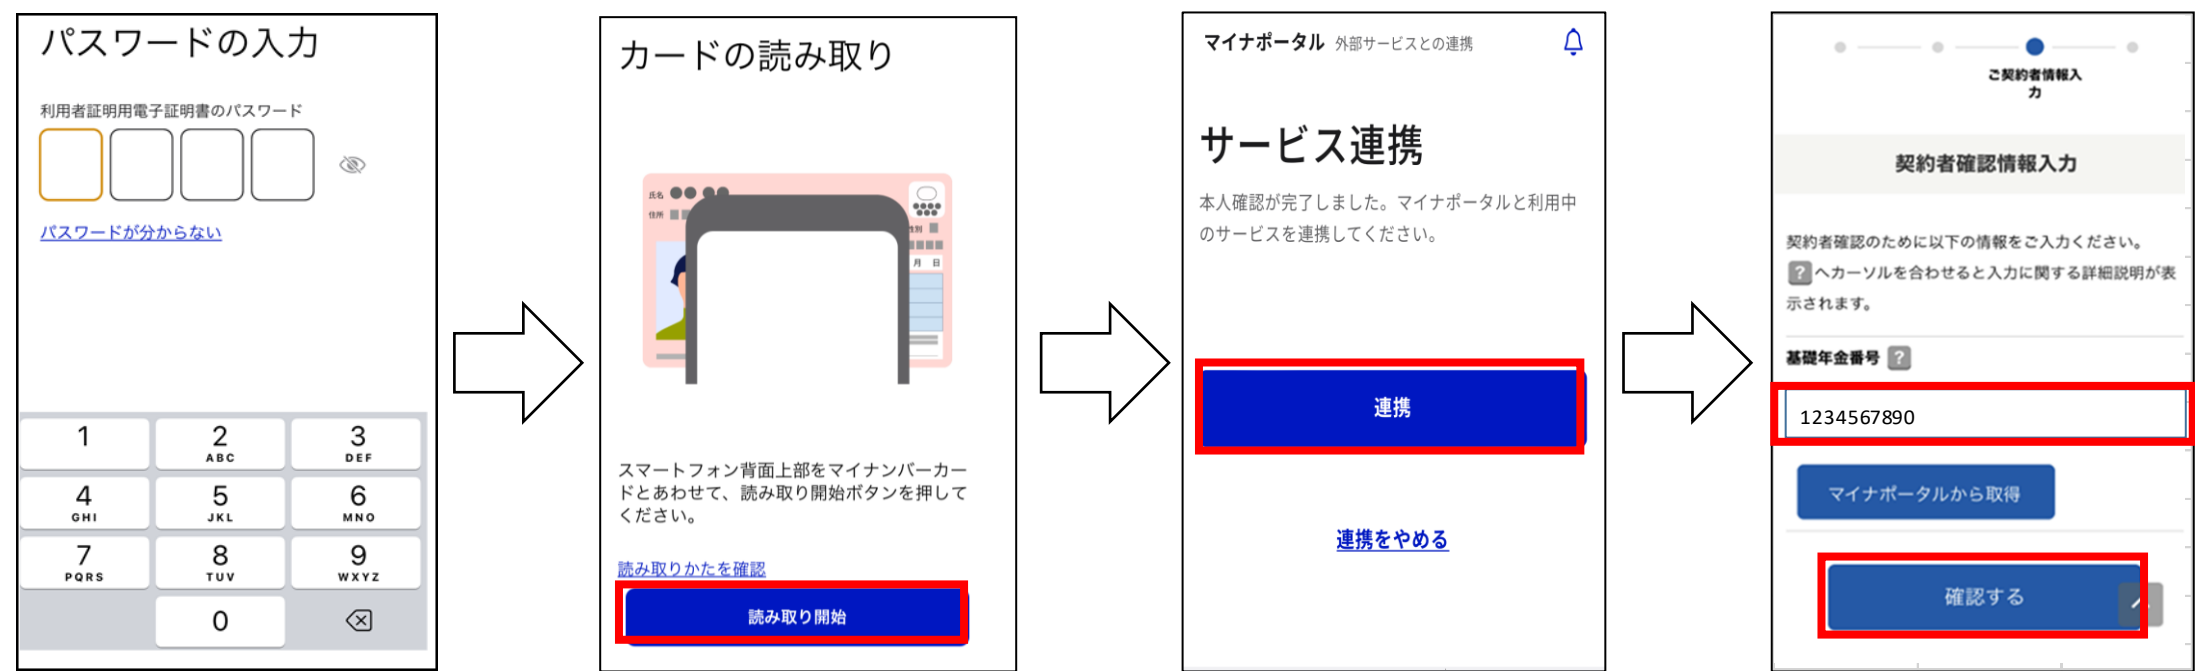 パスワードの入力
利用者証明用電子証明書のパスワード
パスワードが分からない
1
2
ABC
3
DEF
4
GHI
5
JKL
6
MNO
7
PQRS
8
TUV
9
WXYZ
0
カードの読み取り
氏名
住所
性別
月 日
スマートフォン背面上部をマイナンバーカー
ドとあわせて、読み取り開始ボタンを押して
ください。
読み取りかたを確認
読み取り開始
マイナポータル 外部サービスとの連携
サービス連携
本人確認が完了しました。マイナポータルと利用中
のサービスを連携してください。
連携
連携をやめる
ご契約者情報入
力
契約者確認情報入力
契約者確認のために以下の情報をご入力ください。
? へカーソルを合わせると入力に関する詳細説明が表
示されます。
基礎年金番号 ?
1234567890
マイナポータルから取得
確認する